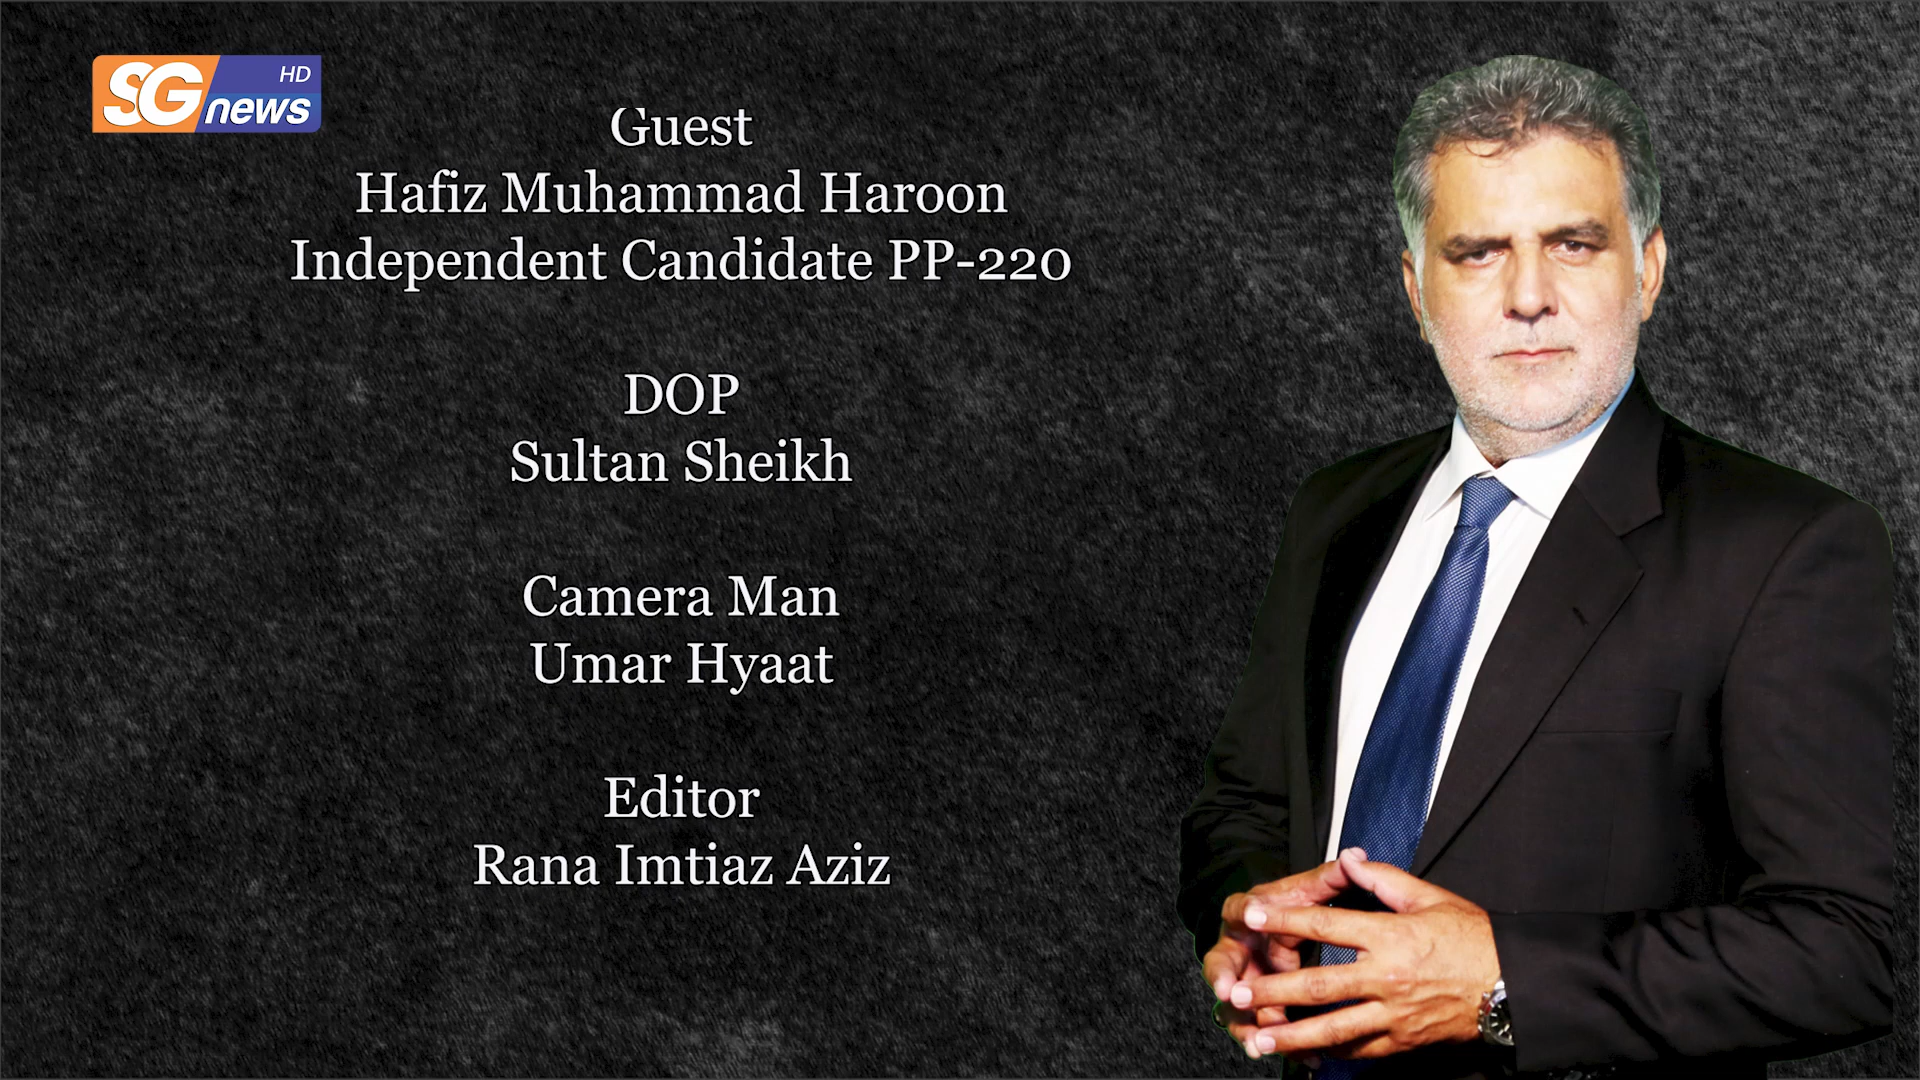 SG news HD
Guest
Hafiz Muhammad Haroon
Independent Candidate PP-220
DOP
Sultan Sheikh
Camera Man
Umar Hyaat
Editor
Rana Imtiaz Aziz